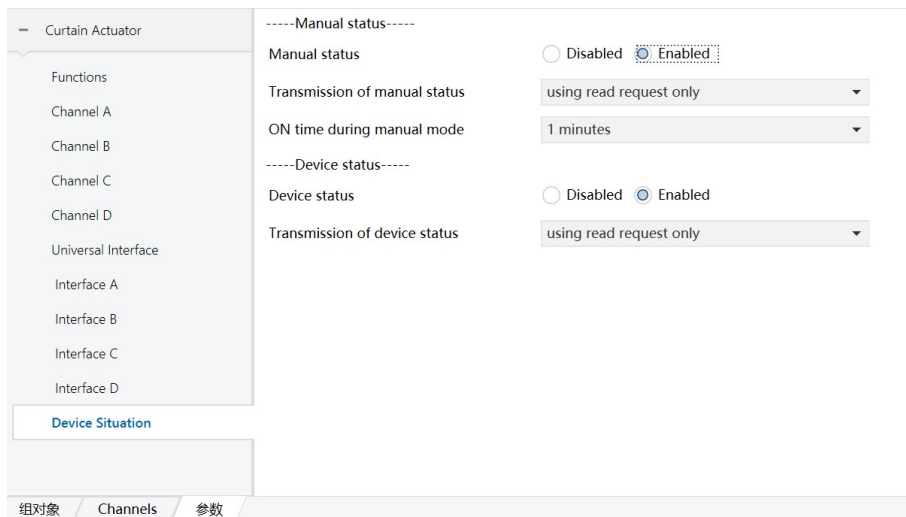 Curtain Actuator
Functions
Channel A
Channel B
Channel C
Channel D
Universal Interface
Interface A
Interface B
Interface C
Interface D
Device Situation
-----Manual status-----
Manual status Disabled Enabled
Transmission of manual status using read request only
ON time during manual mode 1 minutes
-----Device status-----
Device status Disabled Enabled
Transmission of device status using read request only
组对象 Channels 参数